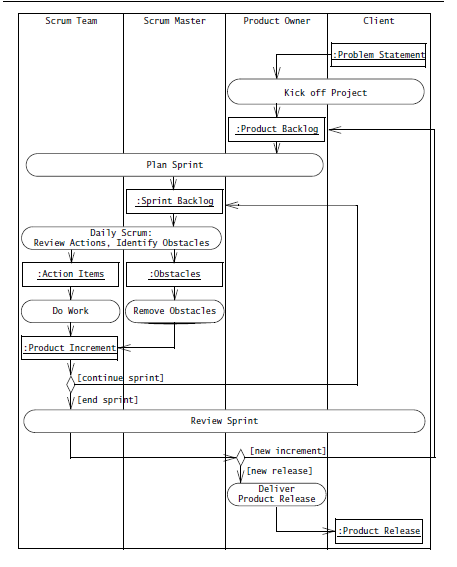 Scrum Team
Scrum Master
Product Owner
Client
:Problem Statement
Kick off Project
:Product Backlog
Plan Sprint
:Sprint Backlog
Daily Scrum:
Review Actions, Identify Obstacles
:Action Items
:Obstacles
Do Work
Remove Obstacles
:Product Increment
[continue sprint]
[end sprint]
Review Sprint
[new increment]
[new release]
Deliver
Product Release
:Product Release